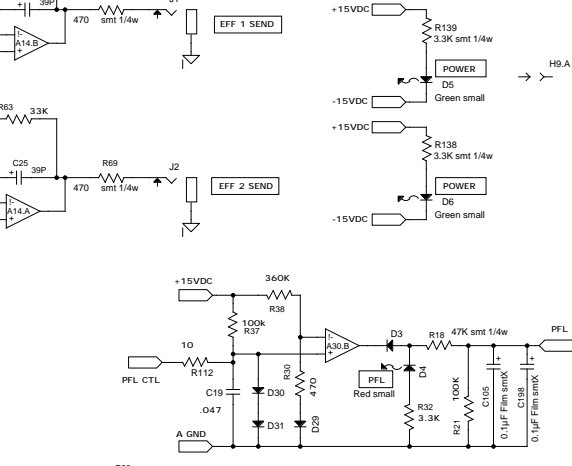 39P
470
smt 1/4w
A14.B
EFF 1 SEND
R63
33K
C25
39P
R69
470
smt 1/4w
J2
A14.A
EFF 2 SEND
+15VDC
R139
3.3K smt 1/4w
POWER
D5
Green small
-15VDC
H9.A
+15VDC
R138
3.3K smt 1/4w
POWER
D6
Green small
-15VDC
+15VDC
360K
R38
100k
R37
10
R112
PFL CTL
C19
.047
D30
D31
R30
470
D29
A GND
A30.B
D3
R18
47K smt 1/4w
PFL
PFL
Red small
D4
R32
3.3K
100K
R21
C105
0.1µF Film smtX
C198
0.1µF Film smtX